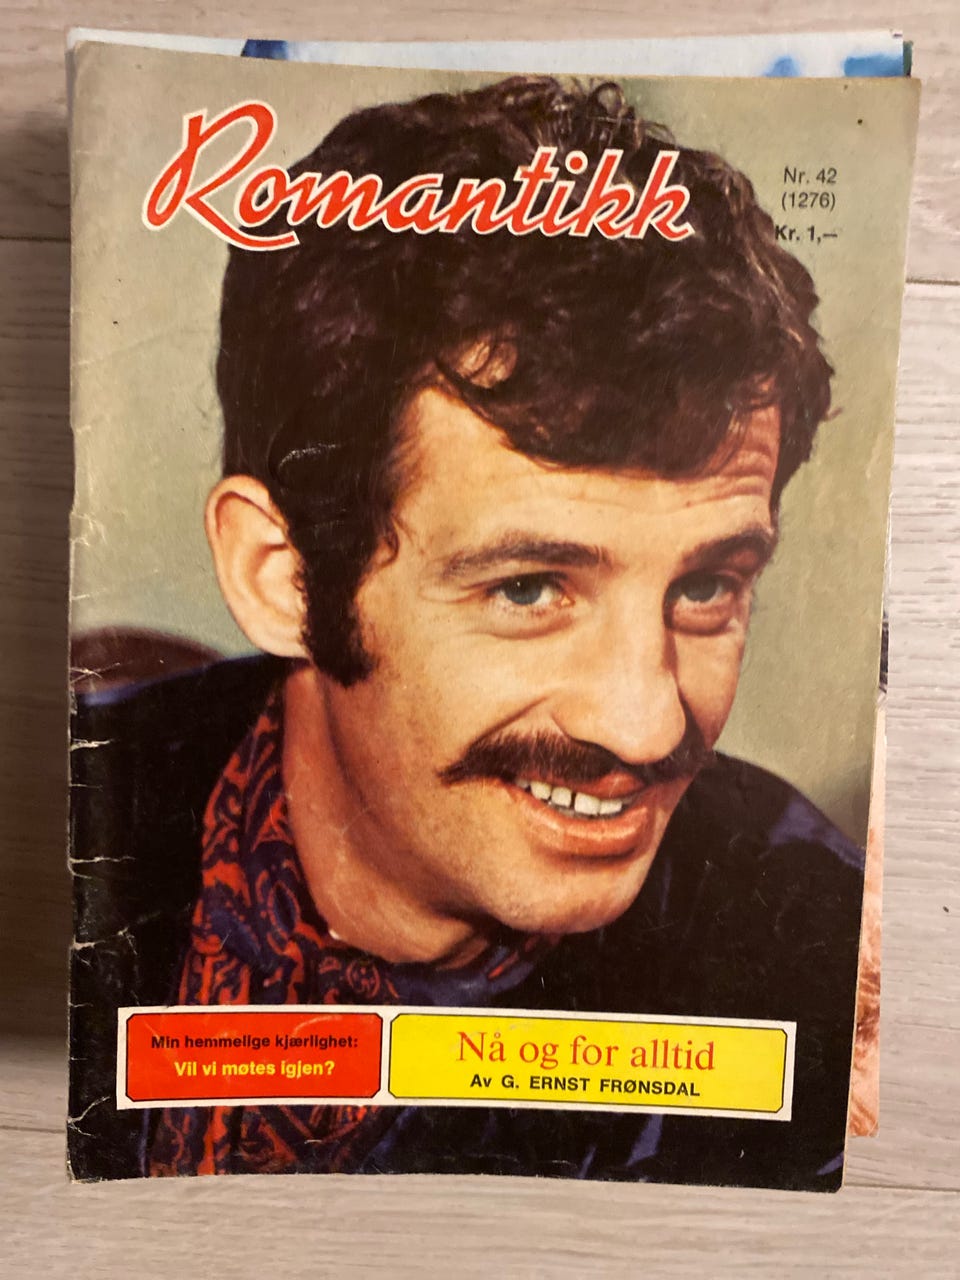 Romantikk
Nr. 42
(1276)
Kr. 1,—
Min hemmelige kjærlighet:
Vil vi møtes igjen?
Nå og for alltid
Av G. ERNST FRØNSDAL